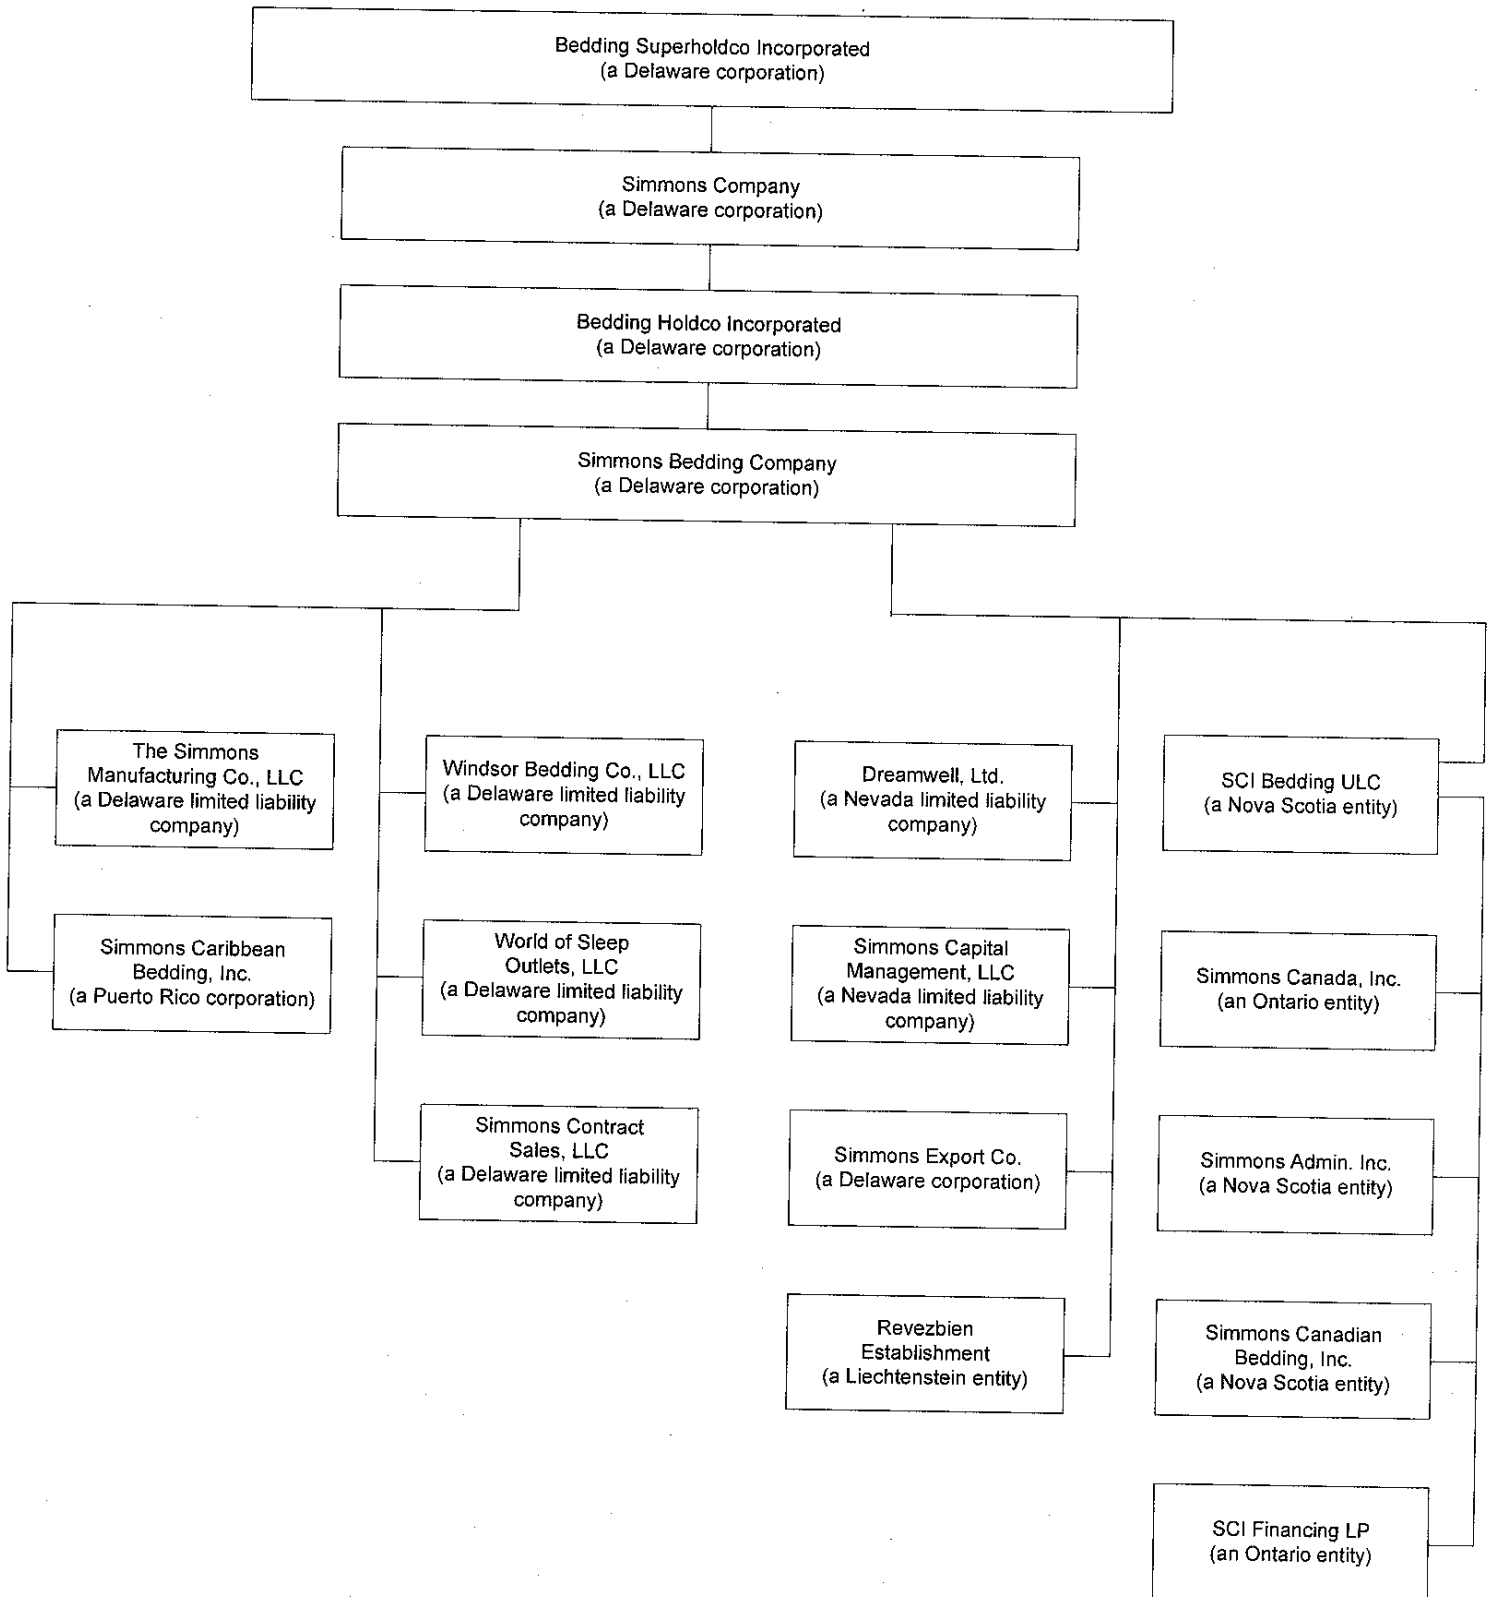 Bedding Superholdco Incorporated
(a Delaware corporation)
Simmons Company
(a Delaware corporation)
Bedding Holdco Incorporated
(a Delaware corporation)
Simmons Bedding Company
(a Delaware corporation)
The Simmons
Manufacturing Co., LLC
(a Delaware limited liability
company)
Simmons Caribbean
Bedding, Inc.
(a Puerto Rico corporation)
Windsor Bedding Co., LLC
(a Delaware limited liability
company)
World of Sleep
Outlets, LLC
(a Delaware limited liability
company)
Simmons Contract
Sales, LLC
(a Delaware limited liability
company)
Dreamwell, Ltd.
(a Nevada limited liability
company)
Simmons Capital
Management, LLC
(a Nevada limited liability
company)
Simmons Export Co.
(a Delaware corporation)
Revezbien
Establishment
(a Liechtenstein entity)
SCI Bedding ULC
(a Nova Scotia entity)
Simmons Canada, Inc.
(an Ontario entity)
Simmons Admin. Inc.
(a Nova Scotia entity)
Simmons Canadian
Bedding, Inc.
(a Nova Scotia entity)
SCI Financing LP
(an Ontario entity)